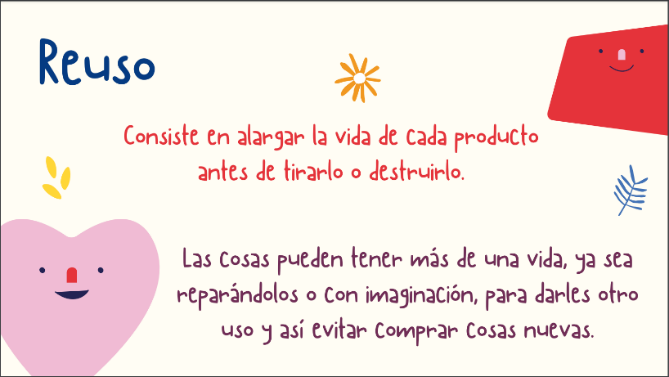 Reuso
Consiste en alargar la vida de cada producto
antes de tirarlo o destruirlo.
Las cosas pueden tener más de una vida, ya sea
reparándolos o con imaginación, para darles otro
uso y así evitar comprar cosas nuevas.